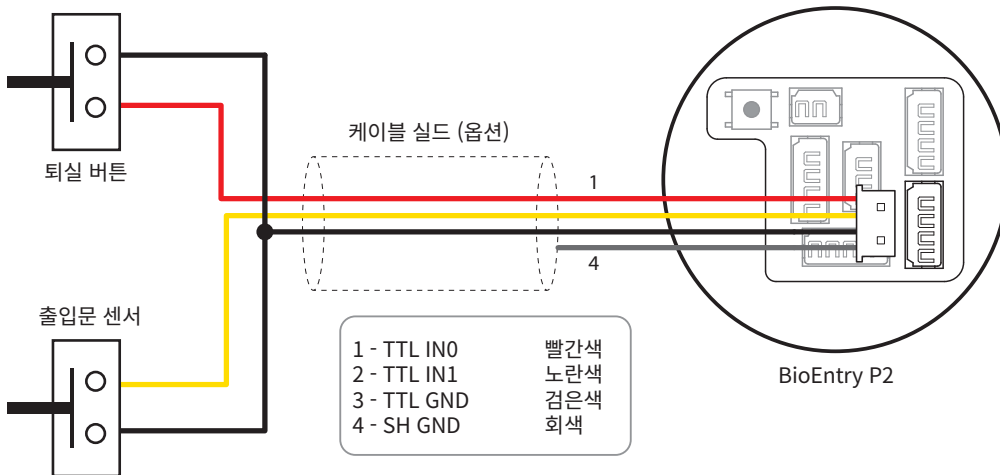 퇴실 버튼
케이블 실드 (옵션)
1
4
출입문 센서
1 - TTL IN0 빨간색
2 - TTL IN1 노란색
3 - TTL GND 검은색
4 - SH GND 회색
BioEntry P2